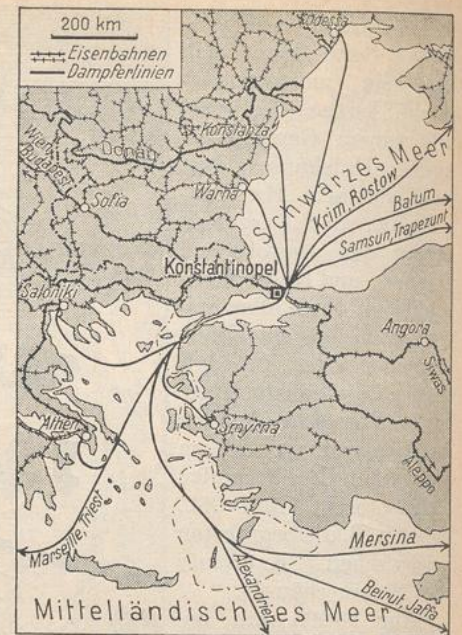 200 km
Eisenbahnen
Dampferlinien
Odessa
Wien
Budapest
Donau
Konstanza
Schwarzes Meer
Krim, Rostow
Warna
Sofia
Batum
Samsun, Trapezunt
Konstantinopel
Saloniki
Angora
Siwas
Athen
Smyrna
Aleppo
Marseille, Triest
Mersina
Alexandrien
Beirut, Jaffa
Mittelländisches Meer